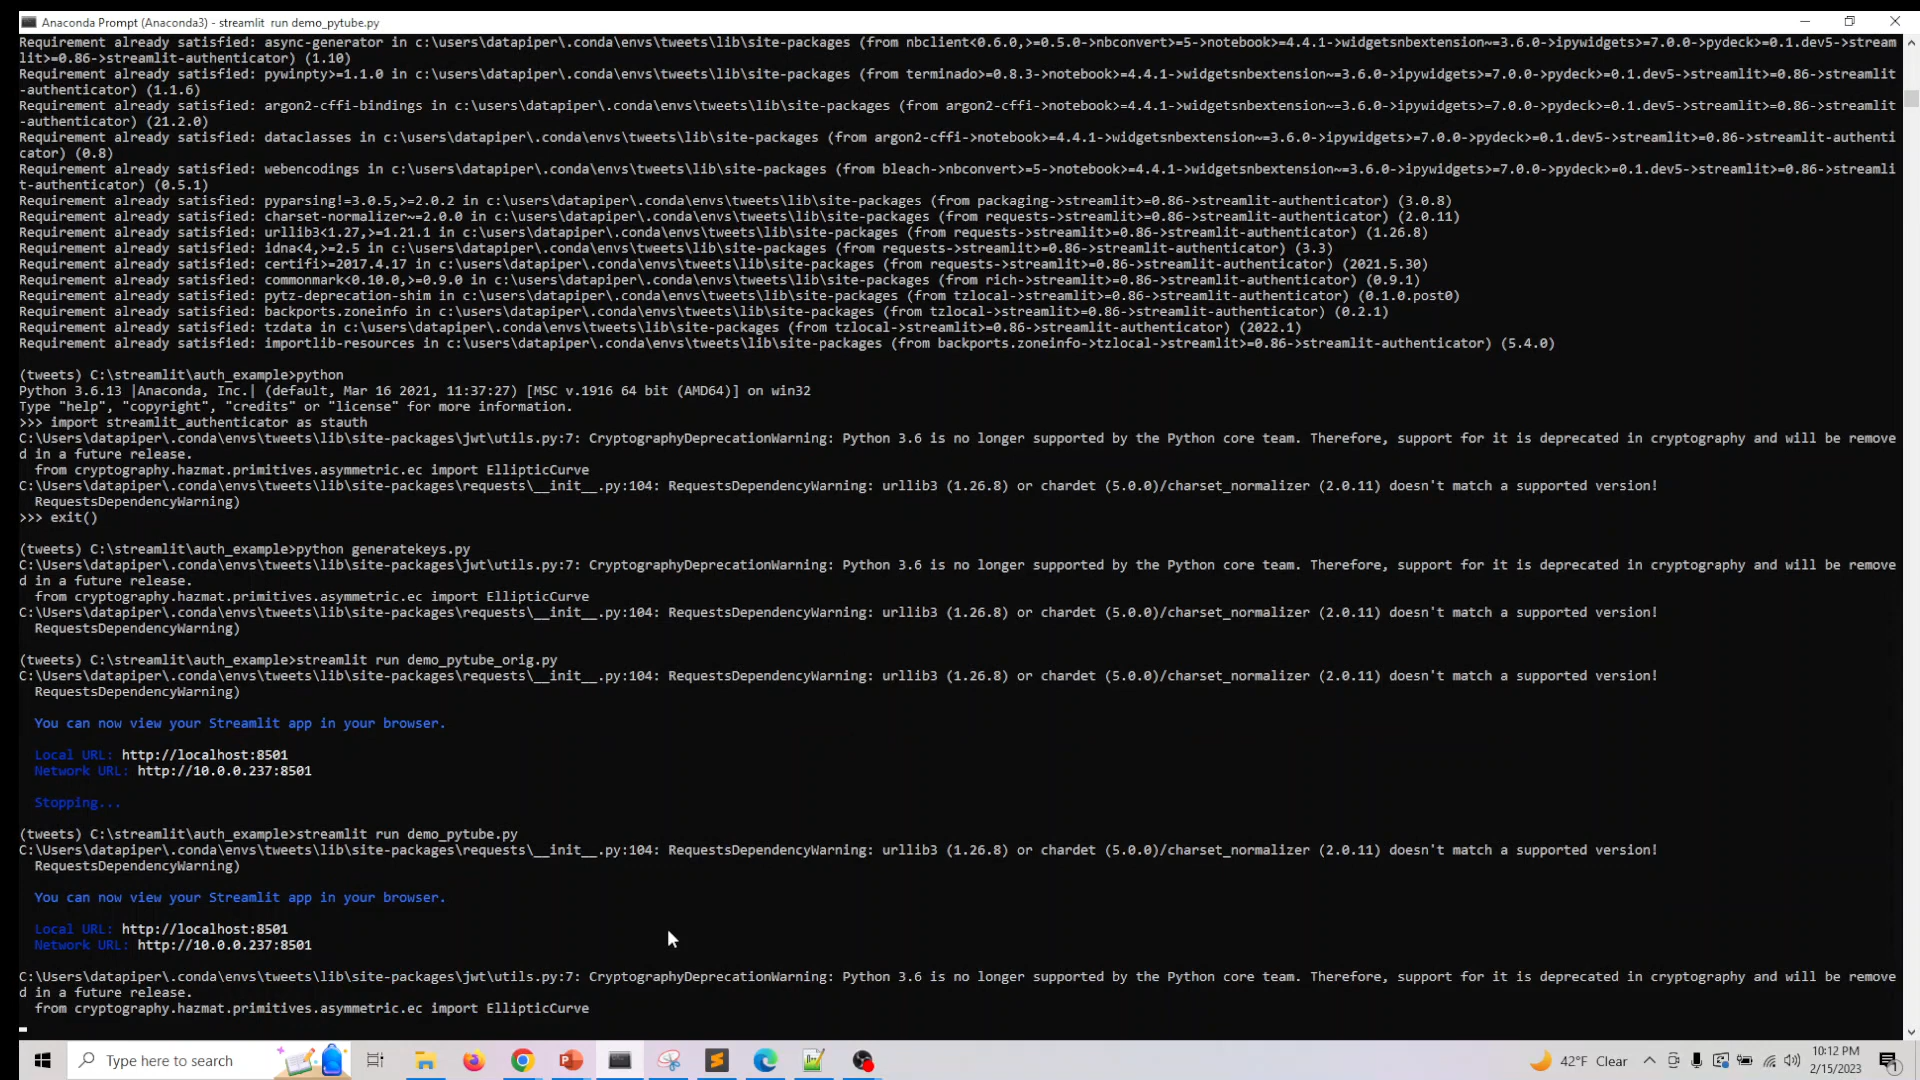 Anaconda Prompt (Anaconda3) - streamlit  run demo_pytube.py
Requirement already satisfied: async-generator in c:\users\datapiper\.conda\envs\tweets\lib\site-packages (from nbclient<0.6.0,>=0.5.0->nbconvert>=5->notebook>=4.4.1->widgetsnbextension~=3.6.0->ipywidgets>=7.0.0->pydeck>=0.1.dev5->stream
lit>=0.86->streamlit-authenticator) (1.10)
Requirement already satisfied: pywinpty>=1.1.0 in c:\users\datapiper\.conda\envs\tweets\lib\site-packages (from terminado>=0.8.3->notebook>=4.4.1->widgetsnbextension~=3.6.0->ipywidgets>=7.0.0->pydeck>=0.1.dev5->streamlit>=0.86->streamlit
-authenticator) (1.1.6)
Requirement already satisfied: argon2-cffi-bindings in c:\users\datapiper\.conda\envs\tweets\lib\site-packages (from argon2-cffi->notebook>=4.4.1->widgetsnbextension~=3.6.0->ipywidgets>=7.0.0->pydeck>=0.1.dev5->streamlit>=0.86->streamlit
-authenticator) (21.2.0)
Requirement already satisfied: dataclasses in c:\users\datapiper\.conda\envs\tweets\lib\site-packages (from argon2-cffi->notebook>=4.4.1->widgetsnbextension~=3.6.0->ipywidgets>=7.0.0->pydeck>=0.1.dev5->streamlit>=0.86->streamlit-authenti
cator) (0.8)
Requirement already satisfied: webencodings in c:\users\datapiper\.conda\envs\tweets\lib\site-packages (from bleach->nbconvert>=5->notebook>=4.4.1->widgetsnbextension~=3.6.0->ipywidgets>=7.0.0->pydeck>=0.1.dev5->streamlit>=0.86->streamli
t-authenticator) (0.5.1)
Requirement already satisfied: pyparsing!=3.0.5,>=2.0.2 in c:\users\datapiper\.conda\envs\tweets\lib\site-packages (from packaging->streamlit>=0.86->streamlit-authenticator) (3.0.8)
Requirement already satisfied: charset-normalizer~=2.0.0 in c:\users\datapiper\.conda\envs\tweets\lib\site-packages (from requests->streamlit>=0.86->streamlit-authenticator) (2.0.11)
Requirement already satisfied: urllib3<1.27,>=1.21.1 in c:\users\datapiper\.conda\envs\tweets\lib\site-packages (from requests->streamlit>=0.86->streamlit-authenticator) (1.26.8)
Requirement already satisfied: idna<4,>=2.5 in c:\users\datapiper\.conda\envs\tweets\lib\site-packages (from requests->streamlit>=0.86->streamlit-authenticator) (3.3)
Requirement already satisfied: certifi>=2017.4.17 in c:\users\datapiper\.conda\envs\tweets\lib\site-packages (from requests->streamlit>=0.86->streamlit-authenticator) (2021.5.30)
Requirement already satisfied: commonmark<0.10.0,>=0.9.0 in c:\users\datapiper\.conda\envs\tweets\lib\site-packages (from rich->streamlit>=0.86->streamlit-authenticator) (0.9.1)
Requirement already satisfied: pytz-deprecation-shim in c:\users\datapiper\.conda\envs\tweets\lib\site-packages (from tzlocal->streamlit>=0.86->streamlit-authenticator) (0.1.0.post0)
Requirement already satisfied: backports.zoneinfo in c:\users\datapiper\.conda\envs\tweets\lib\site-packages (from tzlocal->streamlit>=0.86->streamlit-authenticator) (0.2.1)
Requirement already satisfied: tzdata in c:\users\datapiper\.conda\envs\tweets\lib\site-packages (from tzlocal->streamlit>=0.86->streamlit-authenticator) (2022.1)
Requirement already satisfied: importlib-resources in c:\users\datapiper\.conda\envs\tweets\lib\site-packages (from backports.zoneinfo->tzlocal->streamlit>=0.86->streamlit-authenticator) (5.4.0)
(tweets) C:\streamlit\auth_example>python
Python 3.6.13 |Anaconda, Inc.| (default, Mar 16 2021, 11:37:27) [MSC v.1916 64 bit (AMD64)] on win32
Type "help", "copyright", "credits" or "license" for more information.
>>> import streamlit_authenticator as stauth
C:\Users\datapiper\.conda\envs\tweets\lib\site-packages\jwt\utils.py:7: CryptographyDeprecationWarning: Python 3.6 is no longer supported by the Python core team. Therefore, support for it is deprecated in cryptography and will be remove
d in a future release.
from cryptography.hazmat.primitives.asymmetric.ec import EllipticCurve
C:\Users\datapiper\.conda\envs\tweets\lib\site-packages\requests\__init__.py:104: RequestsDependencyWarning: urllib3 (1.26.8) or chardet (5.0.0)/charset_normalizer (2.0.11) doesn't match a supported version!
RequestsDependencyWarning)
>>> exit()
(tweets) C:\streamlit\auth_example>python generatekeys.py
C:\Users\datapiper\.conda\envs\tweets\lib\site-packages\jwt\utils.py:7: CryptographyDeprecationWarning: Python 3.6 is no longer supported by the Python core team. Therefore, support for it is deprecated in cryptography and will be remove
d in a future release.
from cryptography.hazmat.primitives.asymmetric.ec import EllipticCurve
C:\Users\datapiper\.conda\envs\tweets\lib\site-packages\requests\__init__.py:104: RequestsDependencyWarning: urllib3 (1.26.8) or chardet (5.0.0)/charset_normalizer (2.0.11) doesn't match a supported version!
RequestsDependencyWarning)
(tweets) C:\streamlit\auth_example>streamlit run demo_pytube_orig.py
C:\Users\datapiper\.conda\envs\tweets\lib\site-packages\requests\__init__.py:104: RequestsDependencyWarning: urllib3 (1.26.8) or chardet (5.0.0)/charset_normalizer (2.0.11) doesn't match a supported version!
RequestsDependencyWarning)
You can now view your Streamlit app in your browser.
Local URL: http://localhost:8501
Network URL: http://10.0.0.237:8501
Stopping...
(tweets) C:\streamlit\auth_example>streamlit run demo_pytube.py
C:\Users\datapiper\.conda\envs\tweets\lib\site-packages\requests\__init__.py:104: RequestsDependencyWarning: urllib3 (1.26.8) or chardet (5.0.0)/charset_normalizer (2.0.11) doesn't match a supported version!
RequestsDependencyWarning)
You can now view your Streamlit app in your browser.
Local URL: http://localhost:8501
Network URL: http://10.0.0.237:8501
C:\Users\datapiper\.conda\envs\tweets\lib\site-packages\jwt\utils.py:7: CryptographyDeprecationWarning: Python 3.6 is no longer supported by the Python core team. Therefore, support for it is deprecated in cryptography and will be remove
d in a future release.
from cryptography.hazmat.primitives.asymmetric.ec import EllipticCurve
Type here to search
42°F Clear
10:12 PM
2/15/2023